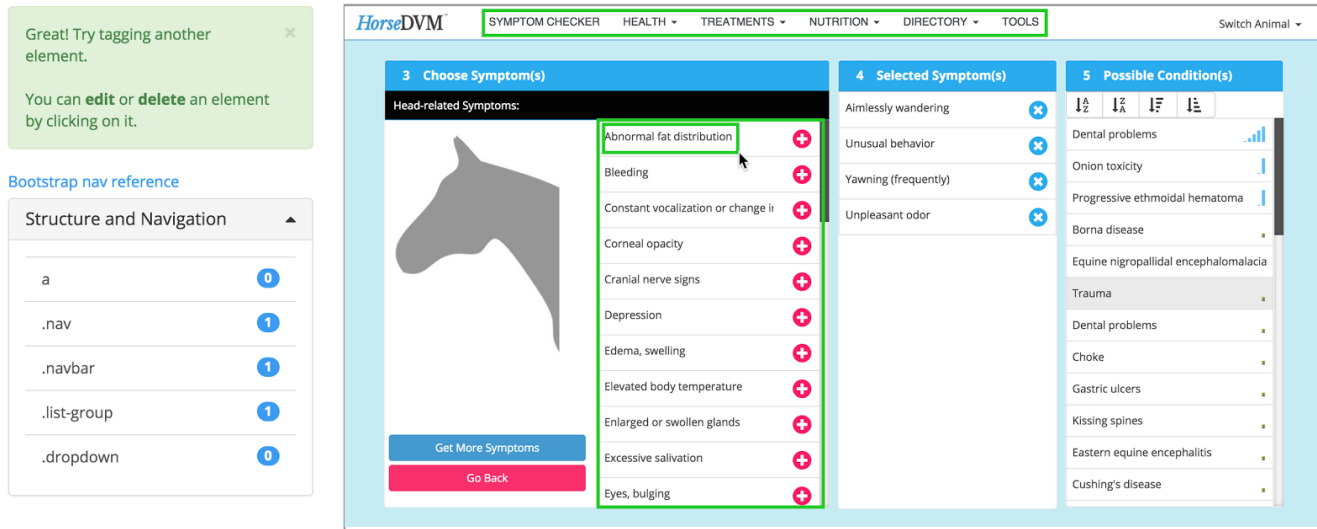 Great! Try tagging another
element.
×
You can edit or delete an element
by clicking on it.
Bootstrap nav reference
Structure and Navigation
a 0
.nav 1
.navbar 1
.list-group 1
.dropdown 0
HorseDVM
SYMPTOM CHECKER HEALTH TREATMENTS NUTRITION DIRECTORY TOOLS
Switch Animal
3 Choose Symptom(s)
Head-related Symptoms:
Abnormal fat distribution
Bleeding
Constant vocalization or change
Corneal opacity
Cranial nerve signs
Depression
Edema, swelling
Elevated body temperature
Enlarged or swollen glands
Excessive salivation
Eyes, bulging
Get More Symptoms
Go Back
4 Selected Symptom(s)
Aimlessly wandering
Unusual behavior
Yawning (frequently)
Unpleasant odor
5 Possible Condition(s)
A Z Z A
Dental problems
Onion toxicity
Progressive ethmoidal hematoma
Borna disease
Equine nigropallidal encephalomalacia
Trauma
Dental problems
Choke
Gastric ulcers
Kissing spines
Eastern equine encephalitis
Cushing's disease